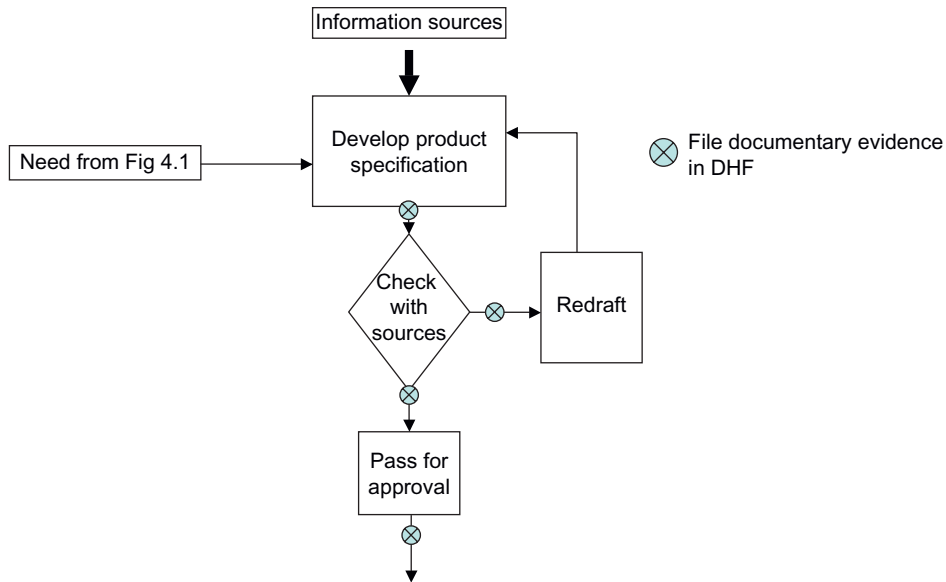 Information sources
Develop product
specification
Need from Fig 4.1
File documentary evidence
in DHF
Check
with
sources
Redraft
Pass for
approval